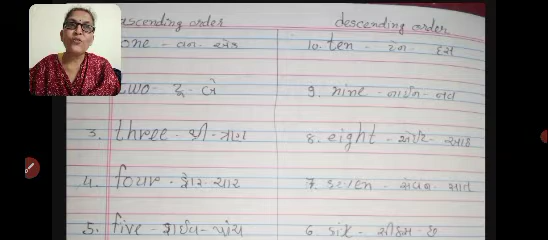 ascending order
one - વન - એક
two - ટૂ - બે
3. three - થ્રી - ત્રણ
4. four - ફોર - ચાર
5. five - ફાઈવ - પાંચ
descending order
10. ten - ટેન - દસ
9. nine - નાઈન - નવ
8. eight - એઈટ - આઠ
7. seven - સેવન - સાત
6 six - સીક્સ - છ